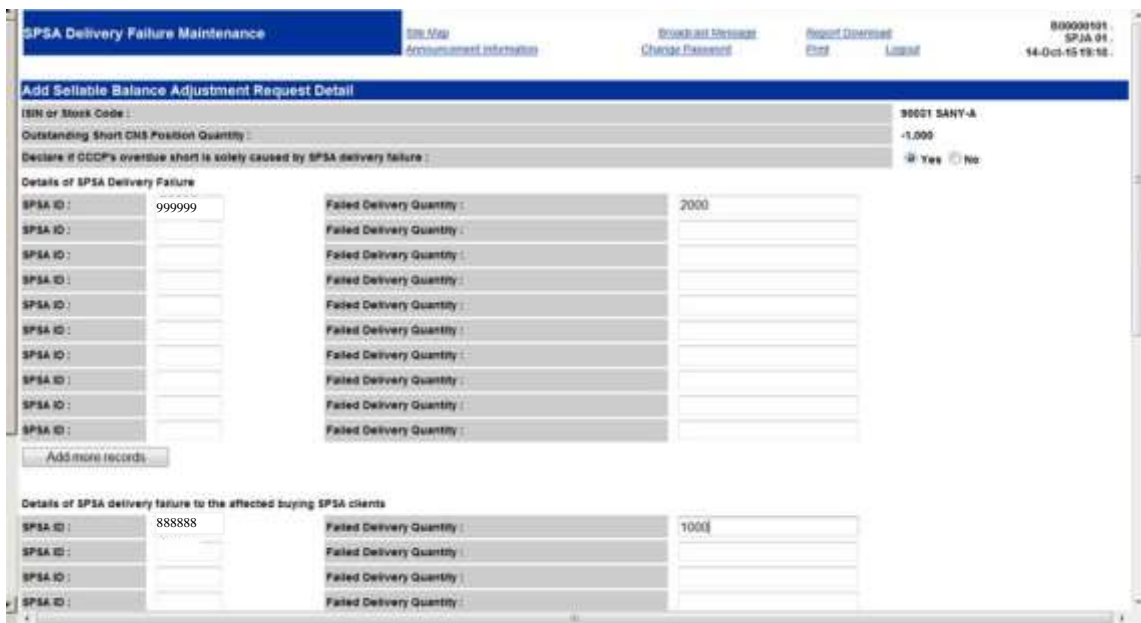 SPSA Delivery Failure Maintenance
Site Map Broadcast Message Report Download
Announcement Information Change Password Print Logout
B00000101 .
SPJA 01 .
14-Oct-15 19:18 .
Add Sellable Balance Adjustment Request Detail
ISIN or Stock Code : 90031 SANY-A
Outstanding Short CNS Position Quantity : -1,000
Declare if CCCP's overdue short is solely caused by SPSA delivery failure : Yes No
Details of SPSA Delivery Failure
SPSA ID : 999999 Failed Delivery Quantity : 2000
SPSA ID : Failed Delivery Quantity :
SPSA ID : Failed Delivery Quantity :
SPSA ID : Failed Delivery Quantity :
SPSA ID : Failed Delivery Quantity :
SPSA ID : Failed Delivery Quantity :
SPSA ID : Failed Delivery Quantity :
SPSA ID : Failed Delivery Quantity :
SPSA ID : Failed Delivery Quantity :
SPSA ID : Failed Delivery Quantity :
Add more records
Details of SPSA delivery failure to the affected buying SPSA clients
SPSA ID : 888888 Failed Delivery Quantity : 1000
SPSA ID : Failed Delivery Quantity :
SPSA ID : Failed Delivery Quantity :
SPSA ID : Failed Delivery Quantity :